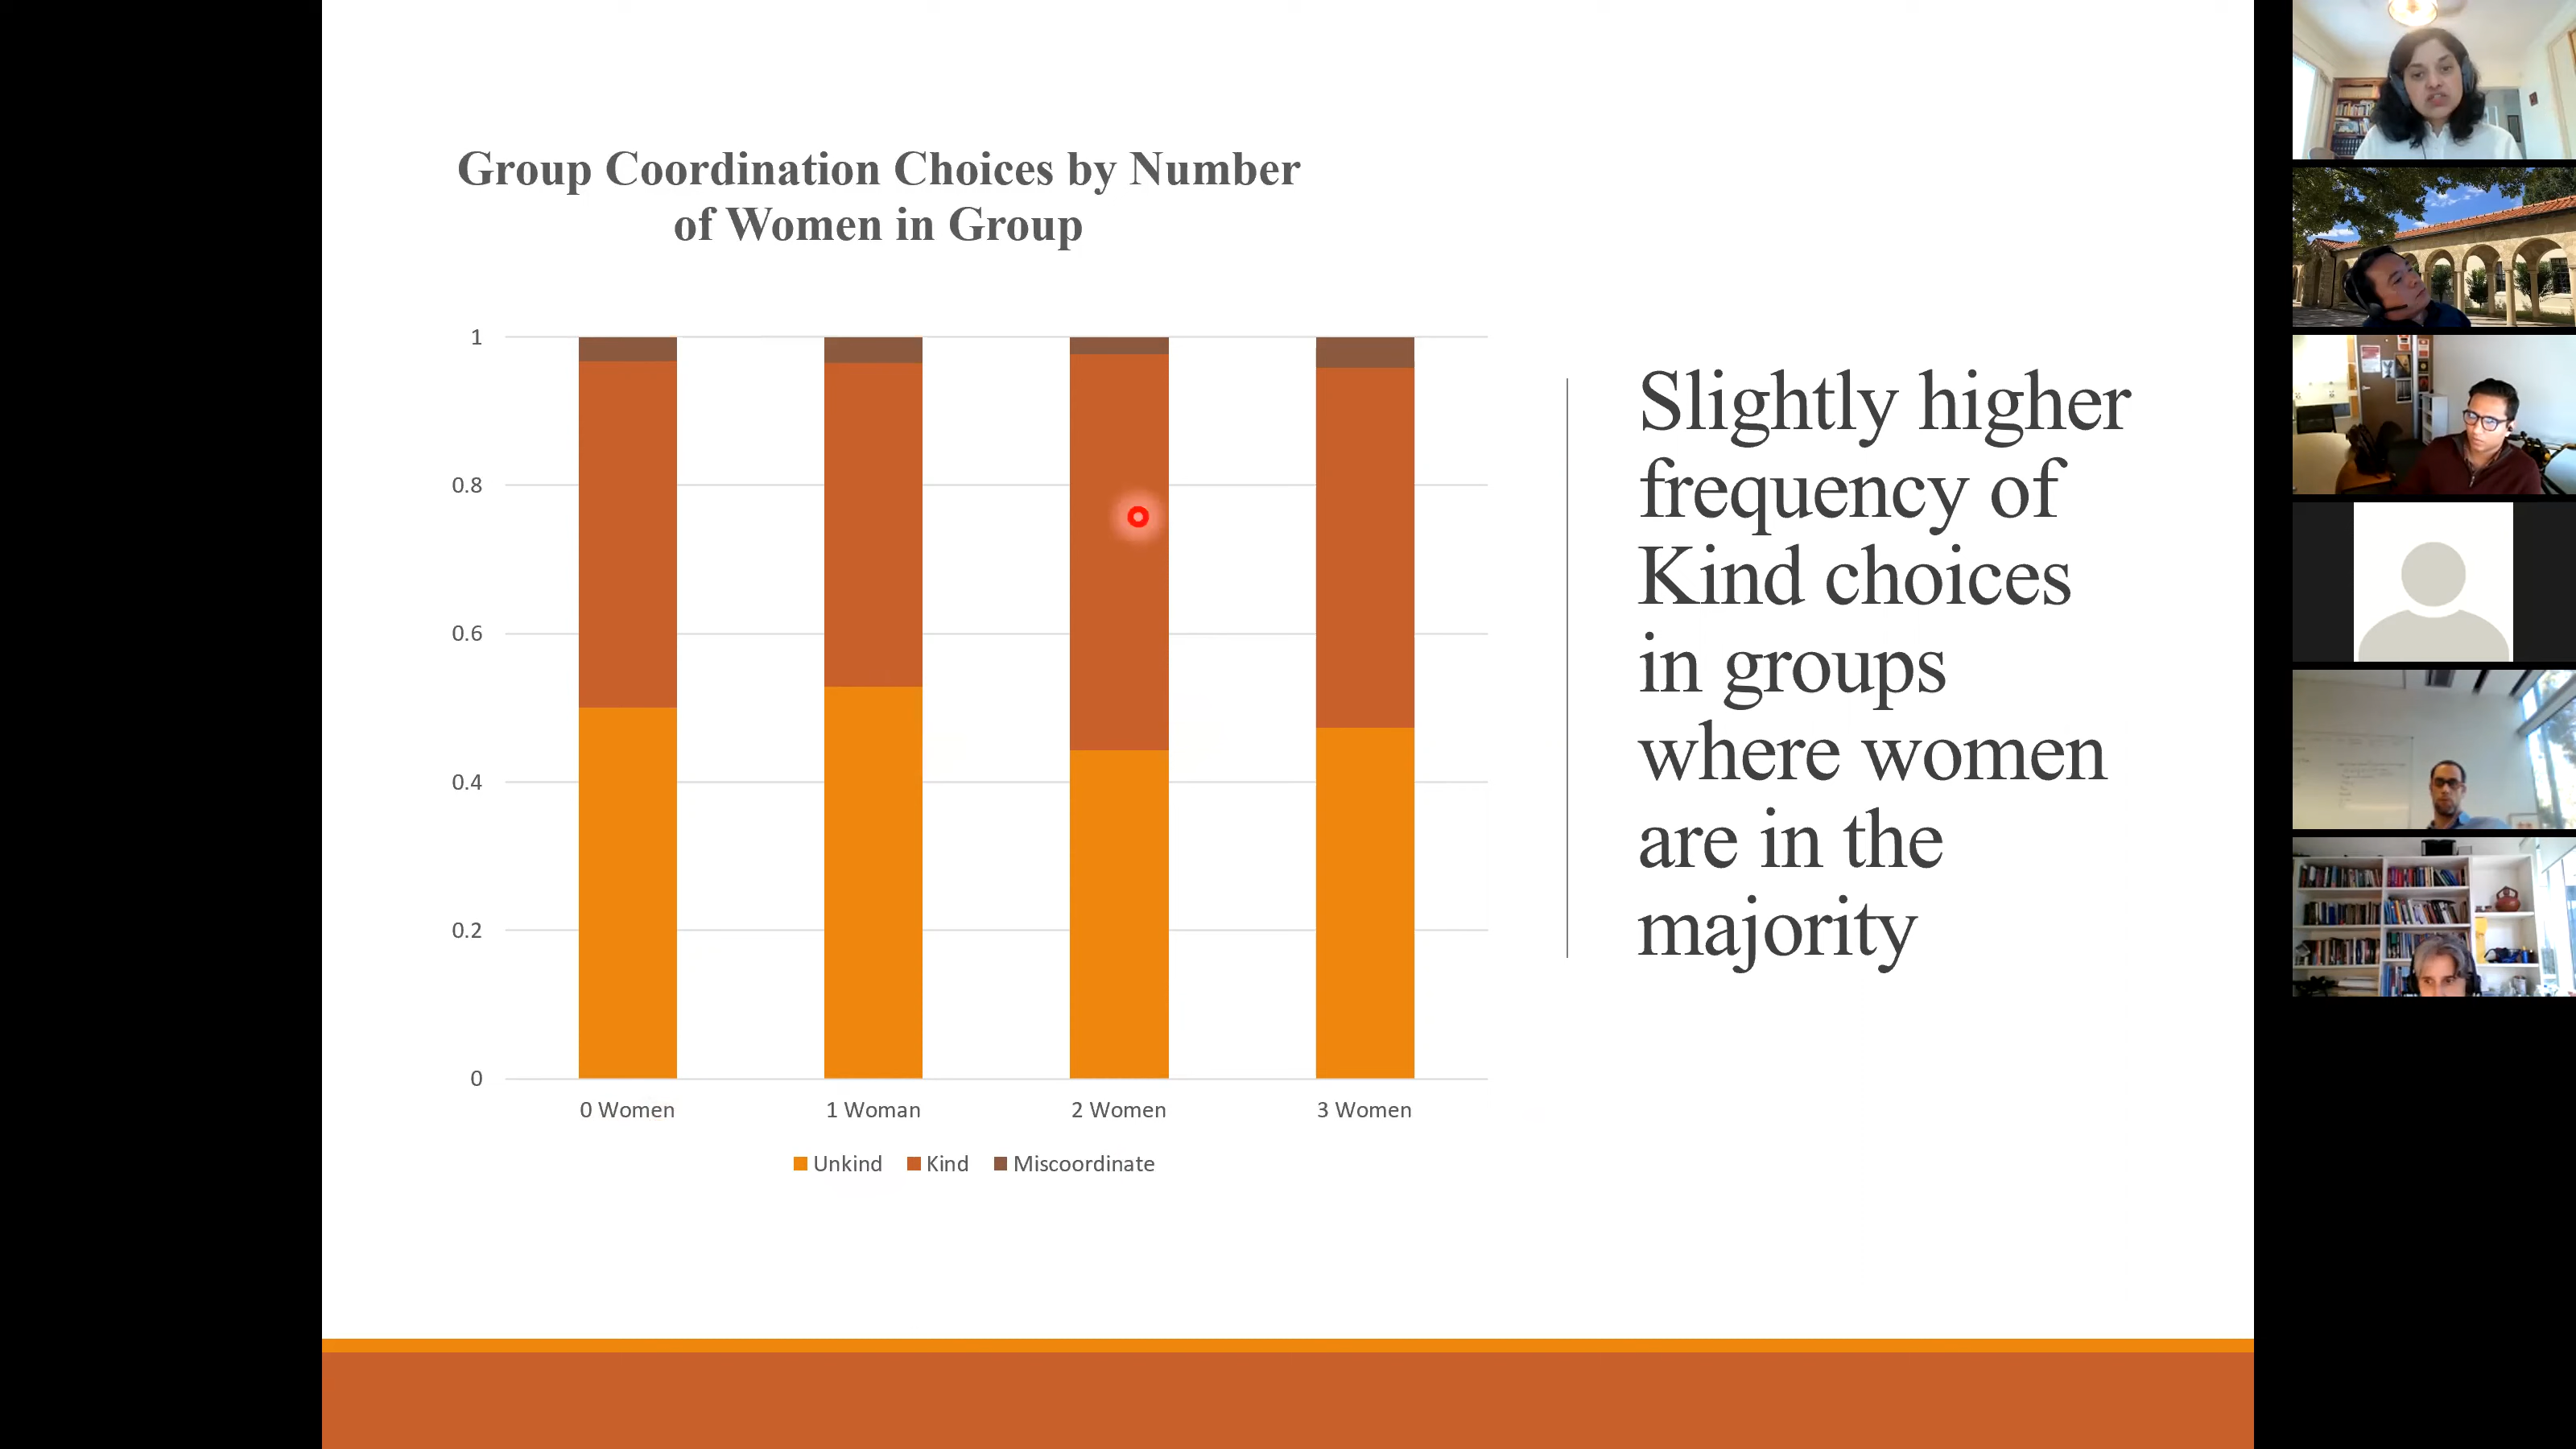 Group Coordination Choices by Number
of Women in Group
1
0.8
0.6
0.4
0.2
0
0 Women
1 Woman
2 Women
3 Women
Unkind
Kind
Miscoordinate
Slightly higher
frequency of
Kind choices
in groups
where women
are in the
majority